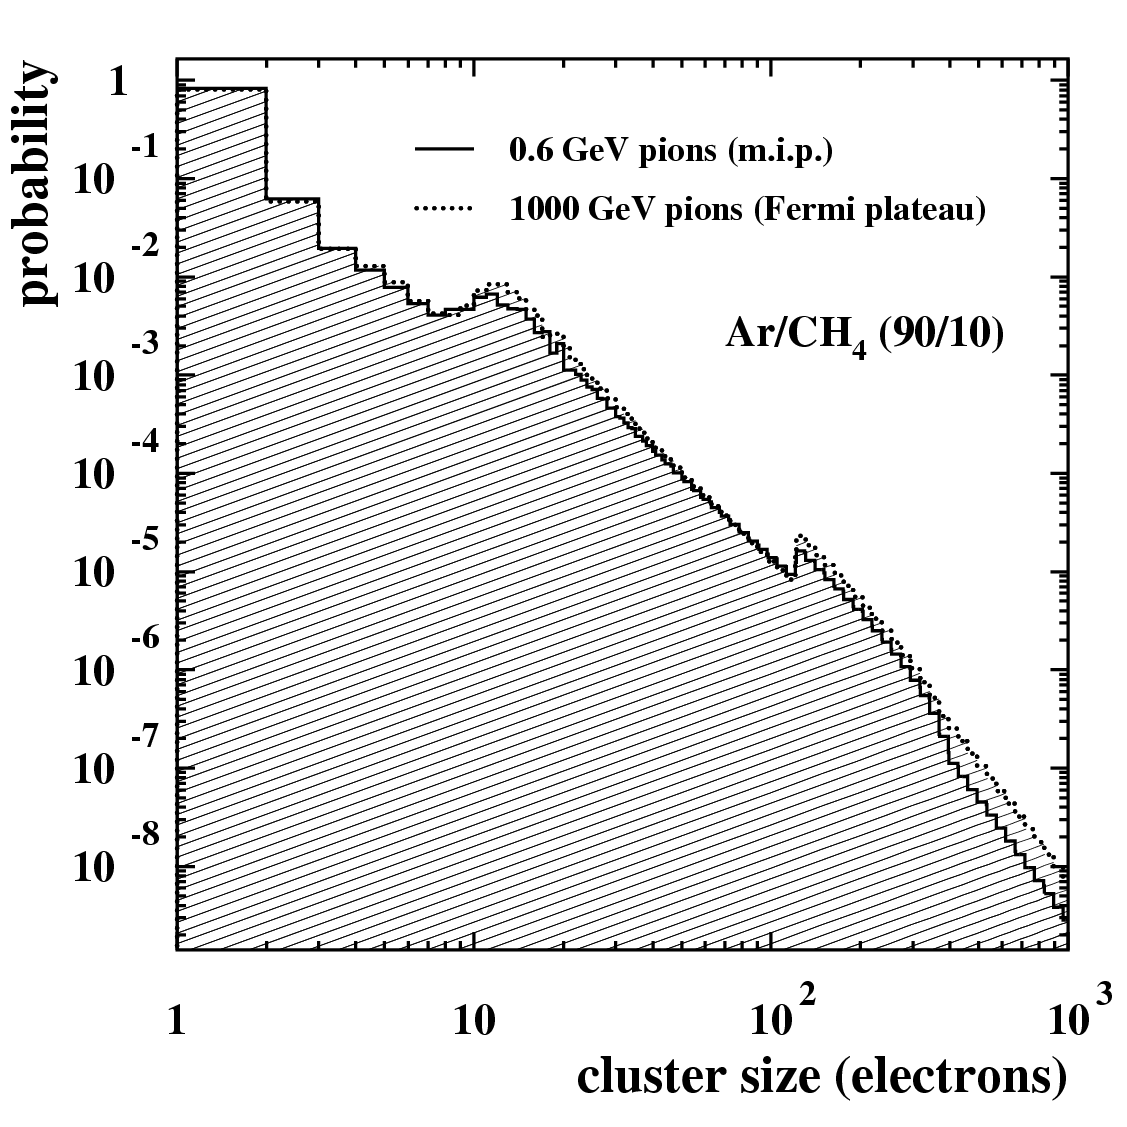 probability
1
10 -1
10 -2
10 -3
10 -4
10 -5
10 -6
10 -7
10 -8
0.6 GeV pions (m.i.p.)
1000 GeV pions (Fermi plateau)
Ar/CH4 (90/10)
1 10 10 2 10 3
cluster size (electrons)